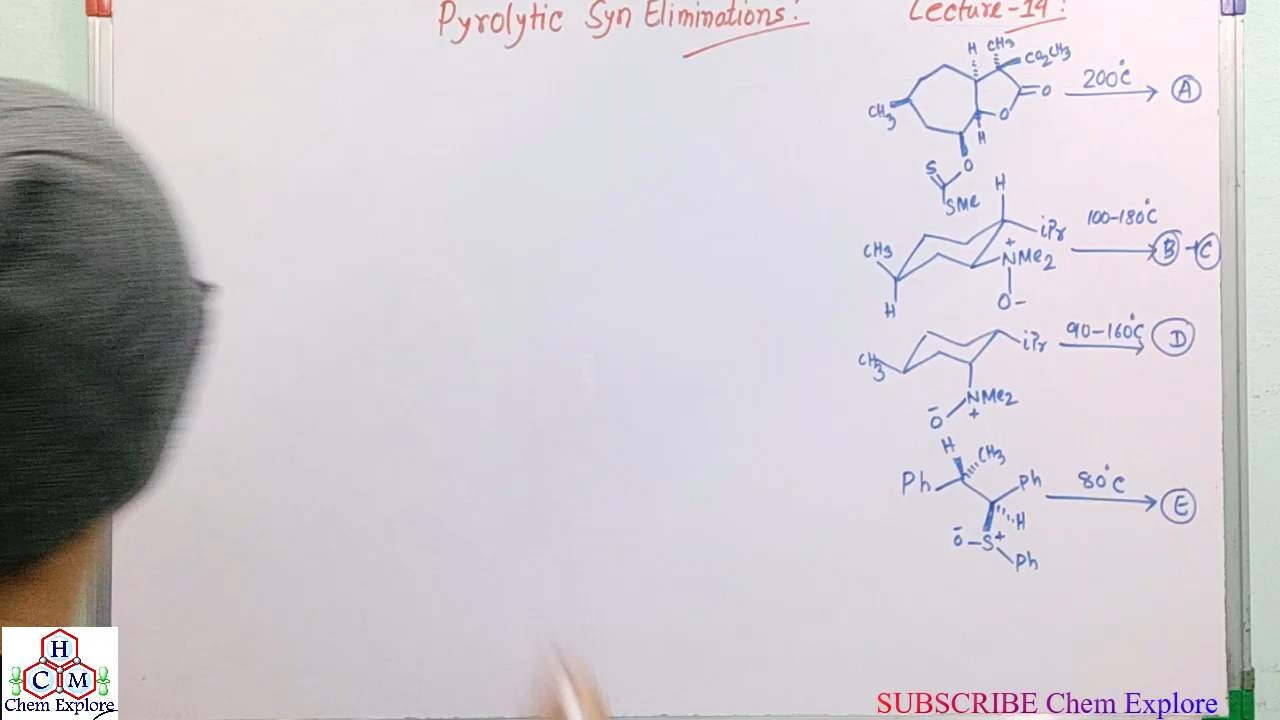 Pyrolytic Syn Eliminations: Lecture-14:
H CH3
CO2CH3
O 200°C A
CH3 O
H
O
S
SMe
H
iPr 100-180°C B + C
CH3 +
NMe2
O-
H
iPr 90-160°C D
CH3
NMe2
- +
O
H CH3
Ph Ph 80°C E
H
-O-S+
Ph
H
C M
Chem Explore
SUBSCRIBE Chem Explore